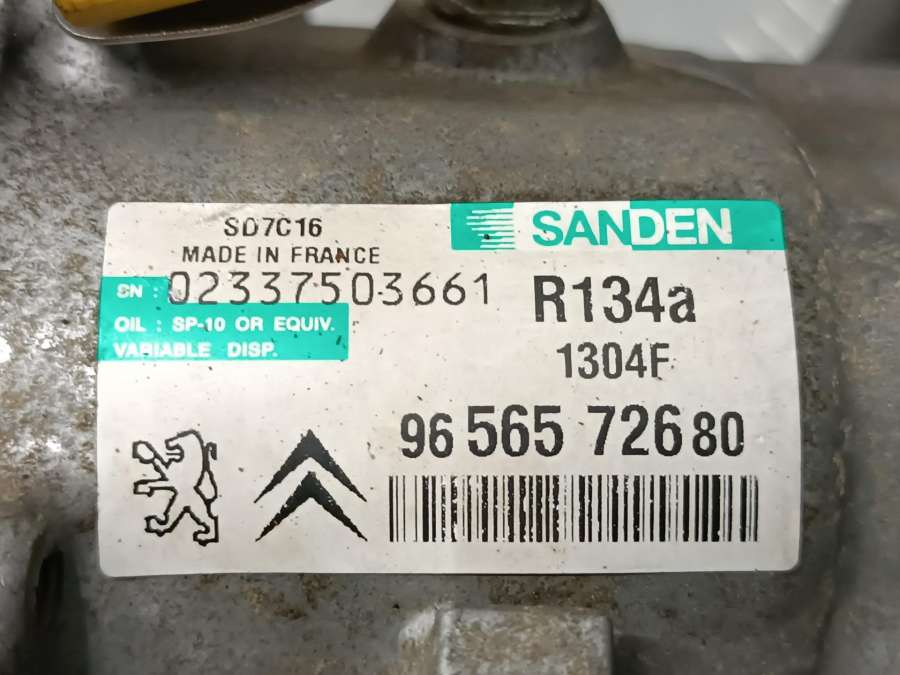 SD7C16
SANDEN
MADE IN FRANCE
SN : 02337503661
R134a
OIL : SP-10 OR EQUIV.
VARIABLE DISP.
1304F
96 565 726 80